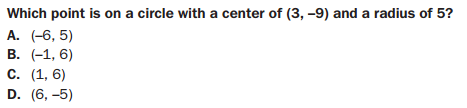 Which point is on a circle with a center of (3, –9) and a radius of 5?
A. (–6, 5)
B. (–1, 6)
C. (1, 6)
D. (6, –5)